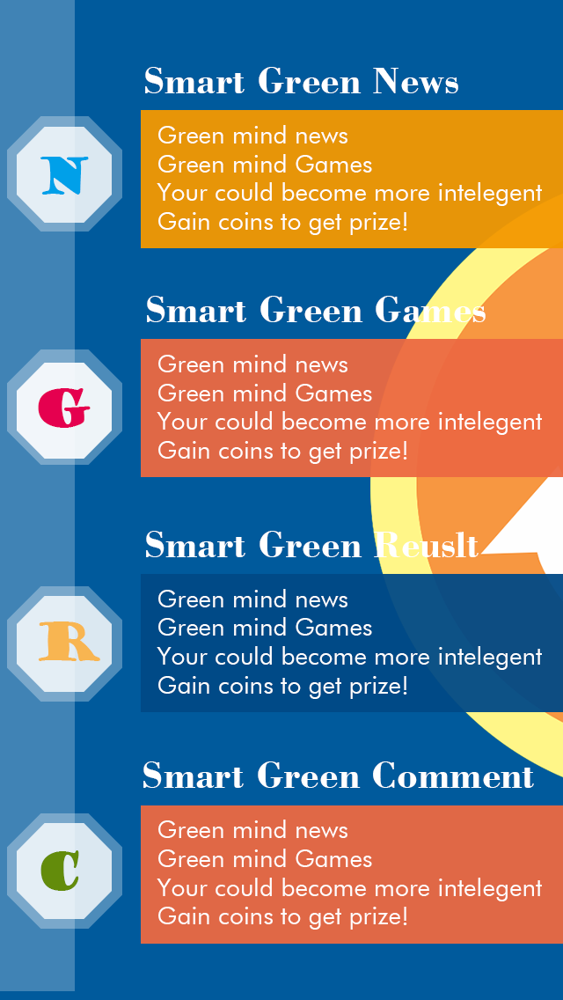 Smart Green News
N
Green mind news
Green mind Games
Your could become more intelegent
Gain coins to get prize!
Smart Green Games
G
Green mind news
Green mind Games
Your could become more intelegent
Gain coins to get prize!
Smart Green Reuslt
R
Green mind news
Green mind Games
Your could become more intelegent
Gain coins to get prize!
Smart Green Comment
C
Green mind news
Green mind Games
Your could become more intelegent
Gain coins to get prize!